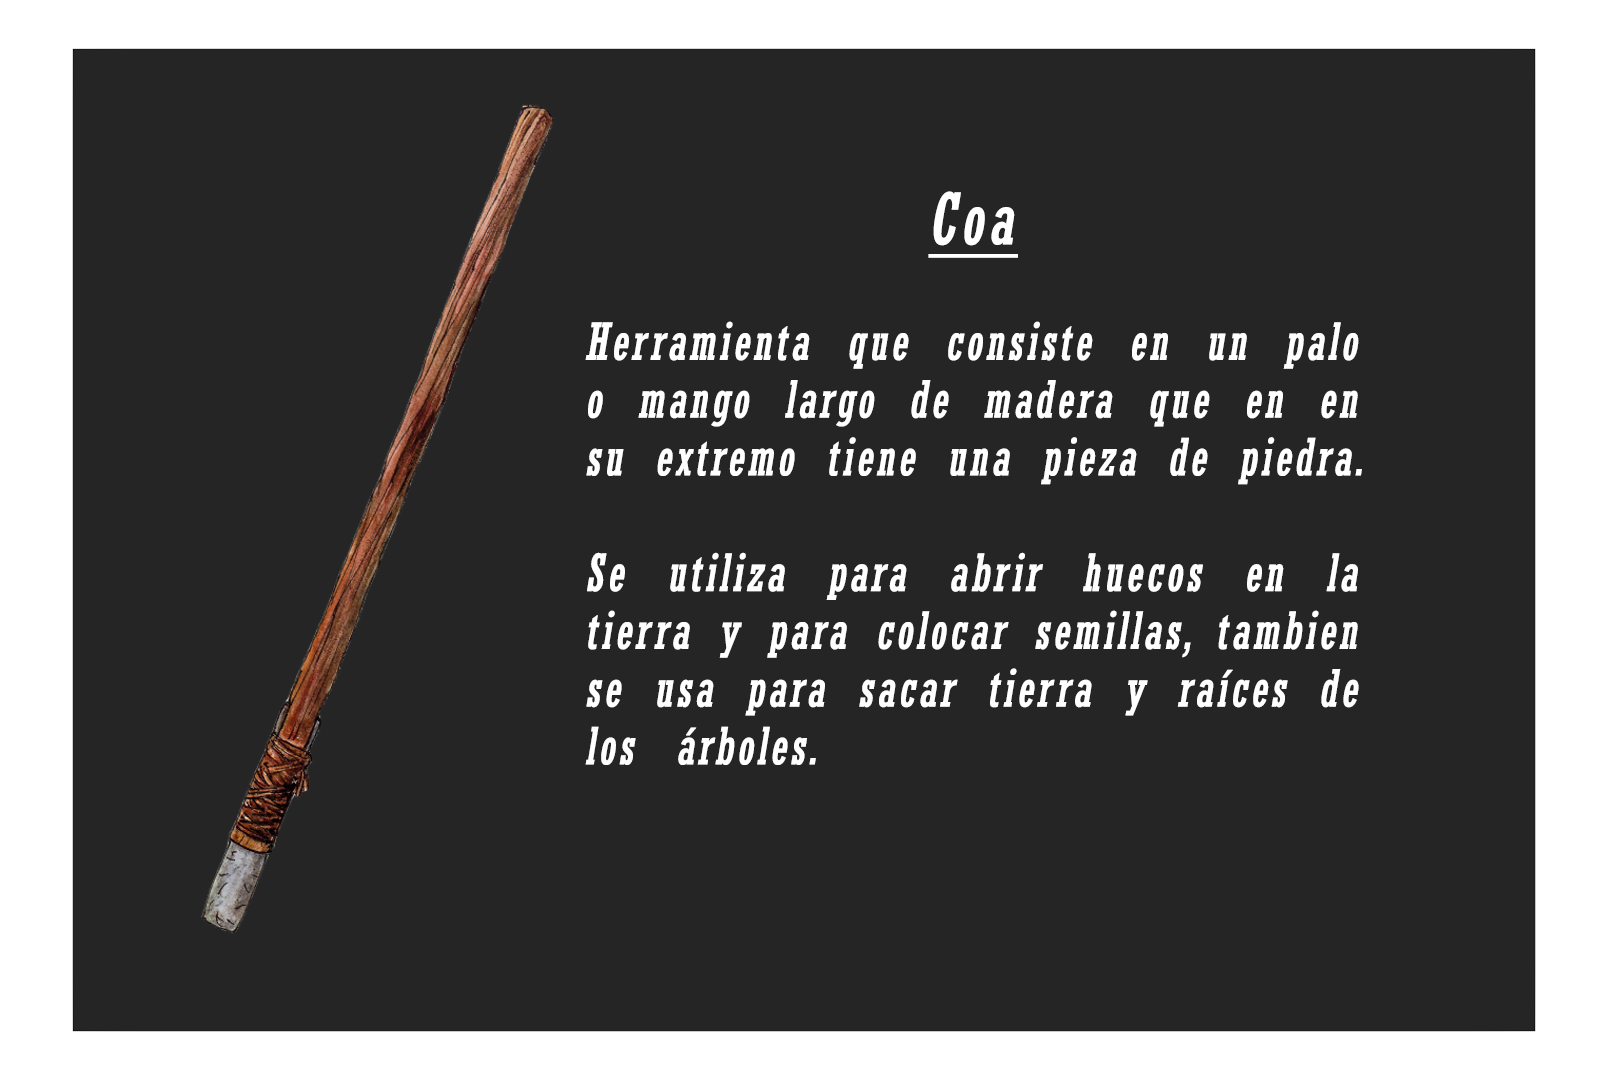 Coa
Herramienta que consiste en un palo
o mango largo de madera que en en
su extremo tiene una pieza de piedra.
Se utiliza para abrir huecos en la
tierra y para colocar semillas, tambien
se usa para sacar tierra y raíces de
los árboles.